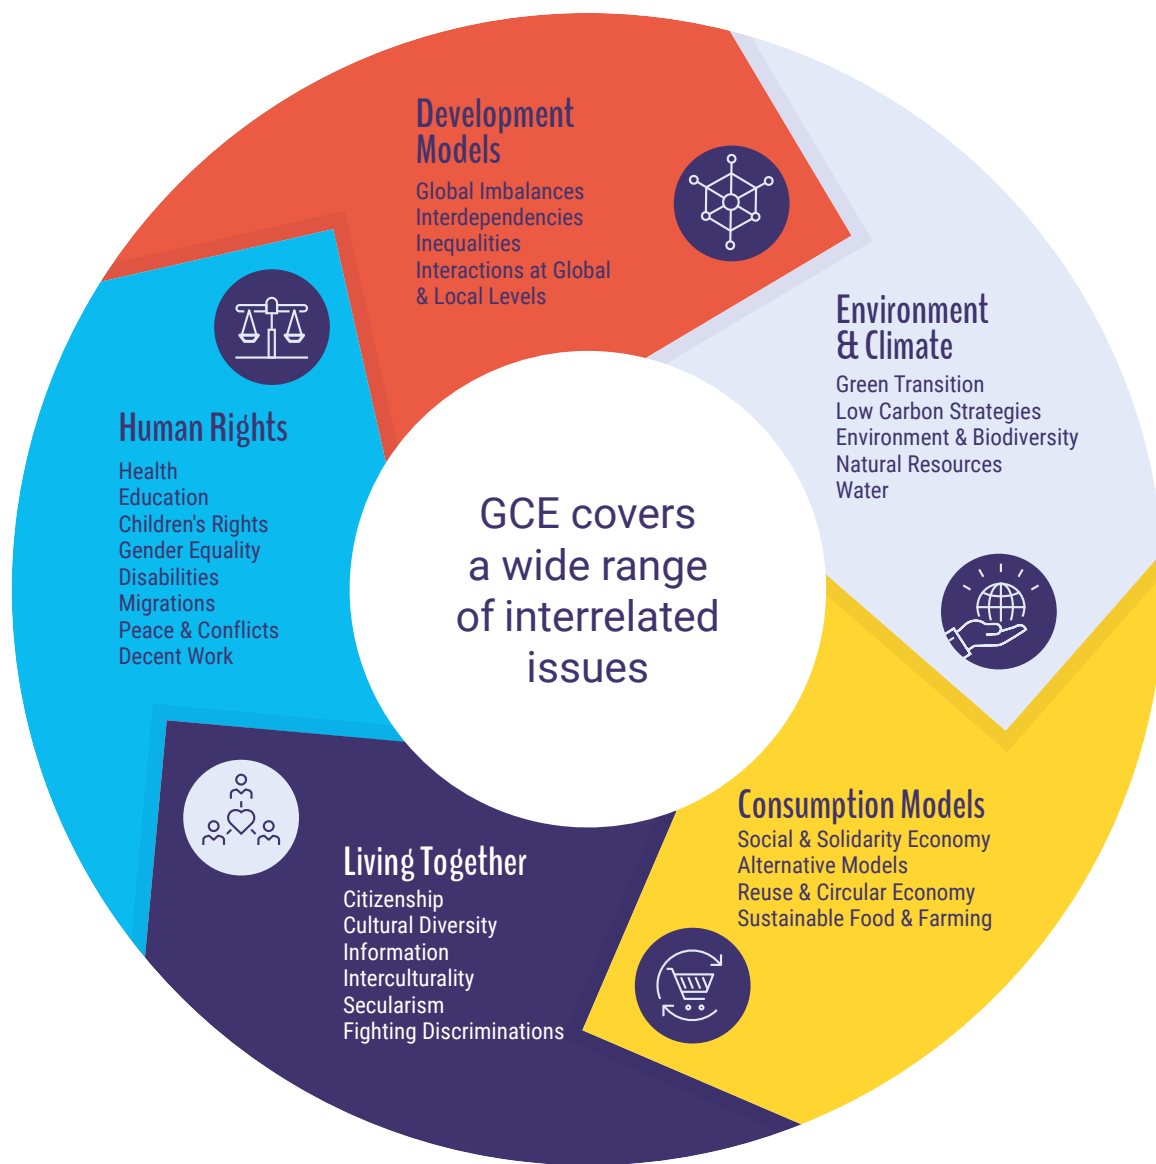 Development
Models
Global Imbalances
Interdependencies
Inequalities
Interactions at Global
& Local Levels
Environment
& Climate
Green Transition
Low Carbon Strategies
Environment & Biodiversity
Natural Resources
Water
Consumption Models
Social & Solidarity Economy
Alternative Models
Reuse & Circular Economy
Sustainable Food & Farming
Living Together
Citizenship
Cultural Diversity
Information
Interculturality
Secularism
Fighting Discriminations
Human Rights
Health
Education
Children's Rights
Gender Equality
Disabilities
Migrations
Peace & Conflicts
Decent Work
GCE covers
a wide range
of interrelated
issues